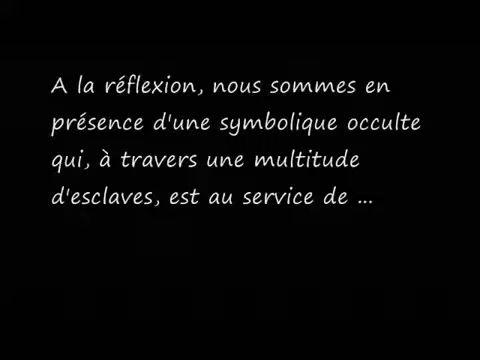 A la réflexion, nous sommes en
présence d'une symbolique occulte
qui, à travers une multitude
d'esclaves, est au service de ...